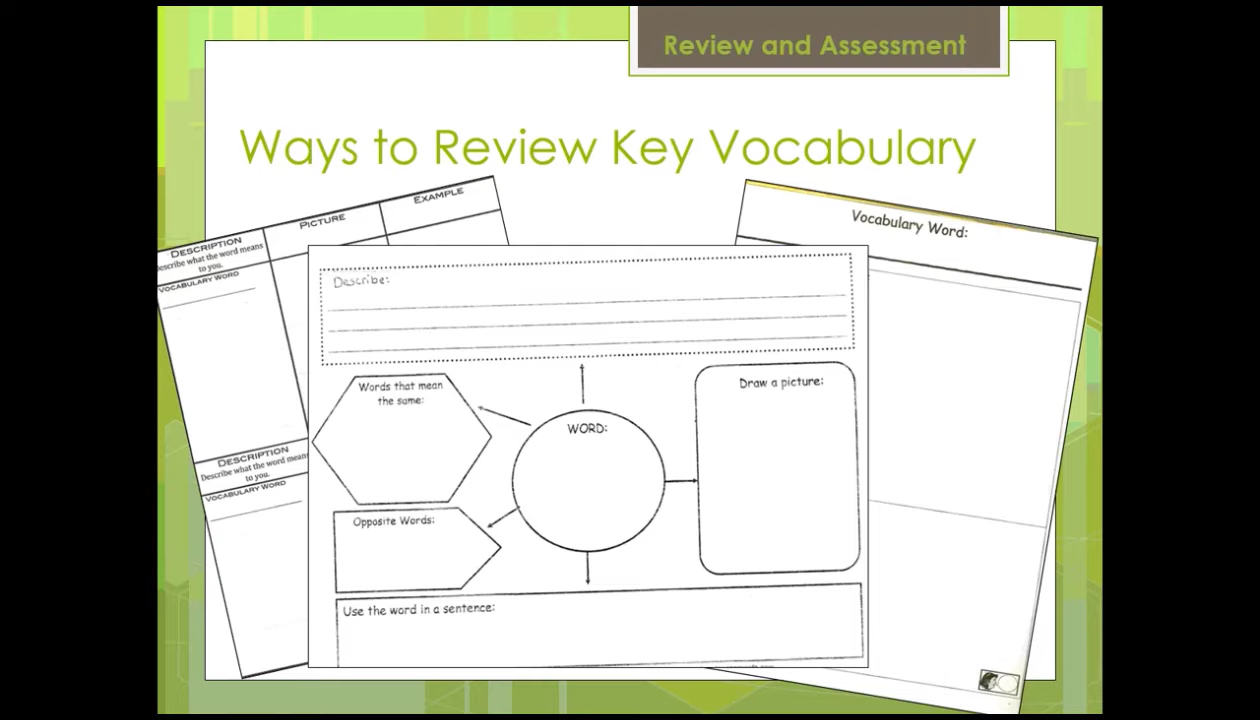 Review and Assessment
Ways to Review Key Vocabulary
DESCRIPTION
Describe what the word means
to you.
PICTURE
EXAMPLE
VOCABULARY WORD
DESCRIPTION
Describe what the word means
to you.
VOCABULARY WORD
Describe:
Words that mean
the same:
WORD:
Draw a picture:
Opposite Words:
Use the word in a sentence:
Vocabulary Word: